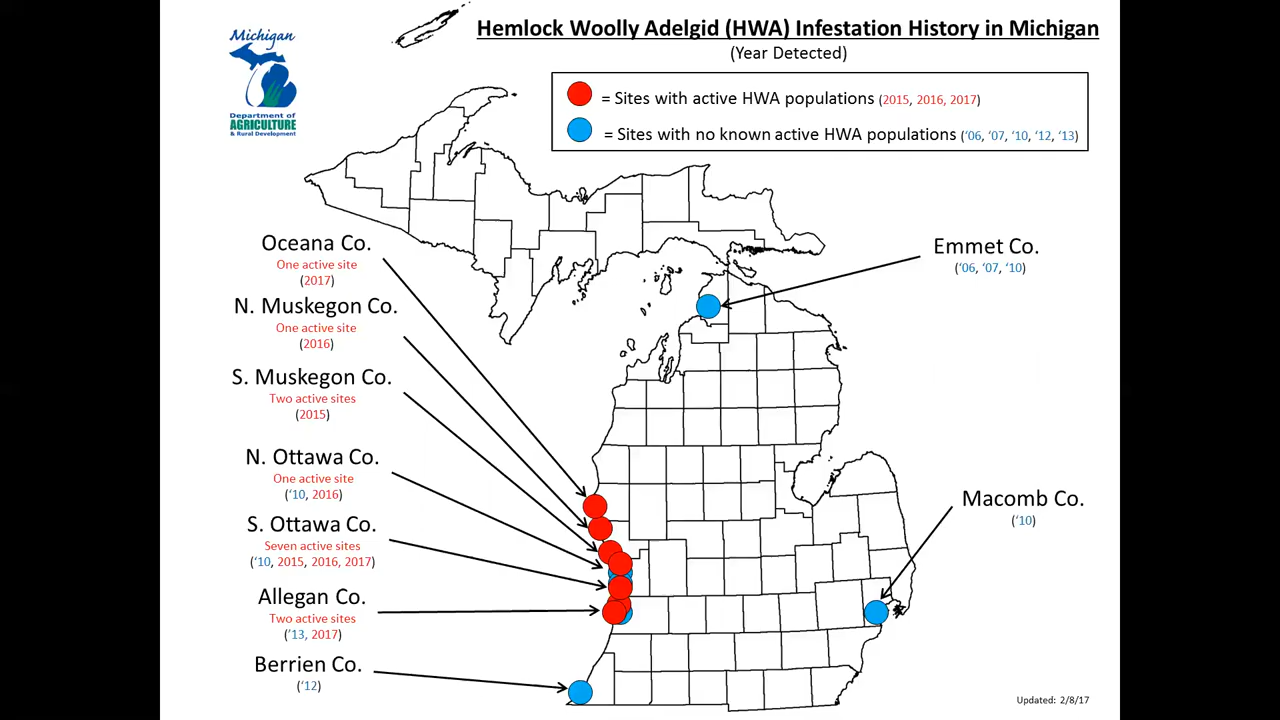 Michigan
Department of
AGRICULTURE
& Rural Development
Hemlock Woolly Adelgid (HWA) Infestation History in Michigan
(Year Detected)
= Sites with active HWA populations (2015, 2016, 2017)
= Sites with no known active HWA populations (‘06, ‘07, ‘10, ‘12, ‘13)
Oceana Co.
One active site
(2017)
N. Muskegon Co.
One active site
(2016)
S. Muskegon Co.
Two active sites
(2015)
N. Ottawa Co.
One active site
(‘10, 2016)
S. Ottawa Co.
Seven active sites
(‘10, 2015, 2016, 2017)
Allegan Co.
Two active sites
(’13, 2017)
Berrien Co.
(‘12)
Emmet Co.
(‘06, ‘07, ‘10)
Macomb Co.
(‘10)
Updated: 2/8/17